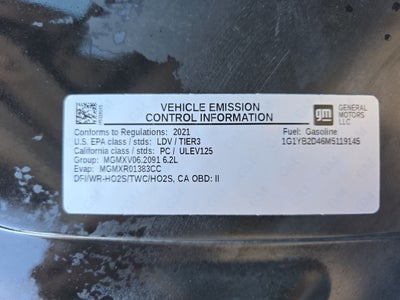 VEHICLE EMISSION
CONTROL INFORMATION
gm GENERAL
MOTORS
LLC
Conforms to Regulations: 2021
Fuel: Gasoline
U.S. EPA class / stds: LDV / TIER3
1G1YB2D46M5119145
California class / stds: PC / ULEV125
Group: MGMXV06.2091 6.2L
Evap: MGMXR01383CC
DFI/WR-HO2S/TWC/HO2S, CA OBD: II